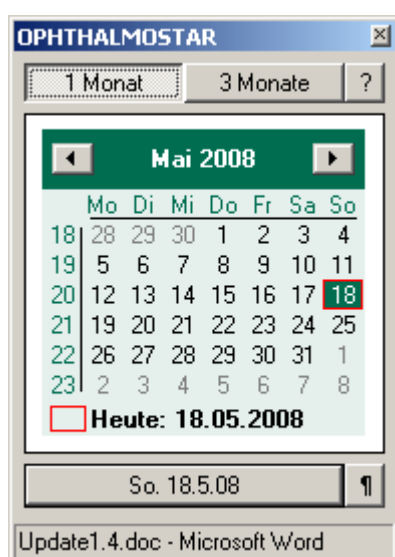 OPHTHALMOSTAR
1 Monat 3 Monate ?
Mai 2008
Mo Di Mi Do Fr Sa So
18 28 29 30 1 2 3 4
19 5 6 7 8 9 10 11
20 12 13 14 15 16 17 18
21 19 20 21 22 23 24 25
22 26 27 28 29 30 31 1
23 2 3 4 5 6 7 8
Heute: 18.05.2008
So. 18.5.08 ¶
Update1.4.doc - Microsoft Word